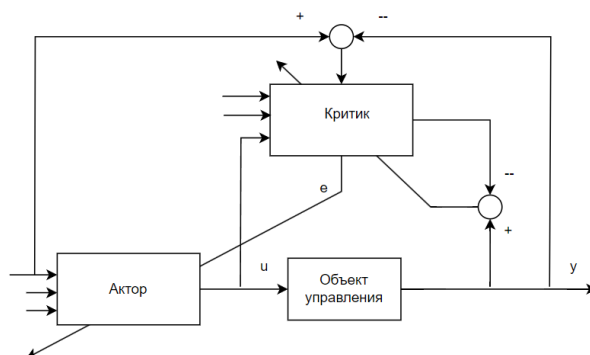 +
--
Критик
e
--
+
u
Объект
управления
y
Актор